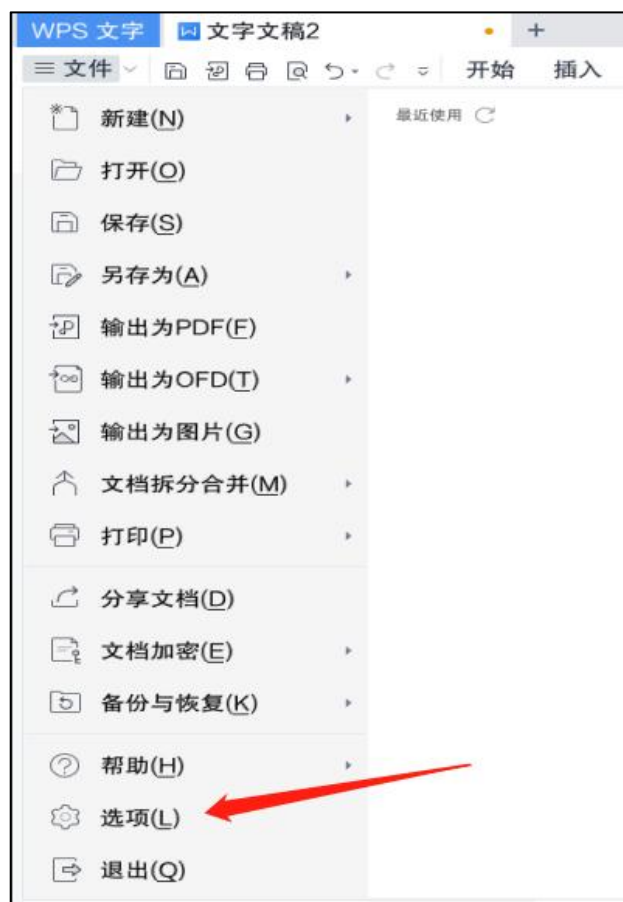 WPS 文字 文字文稿2
文件 开始 插入
新建(N) 最近使用
打开(O)
保存(S)
另存为(A)
输出为PDF(F)
输出为OFD(T)
输出为图片(G)
文档拆分合并(M)
打印(P)
分享文档(D)
文档加密(E)
备份与恢复(K)
帮助(H)
选项(L)
退出(Q)